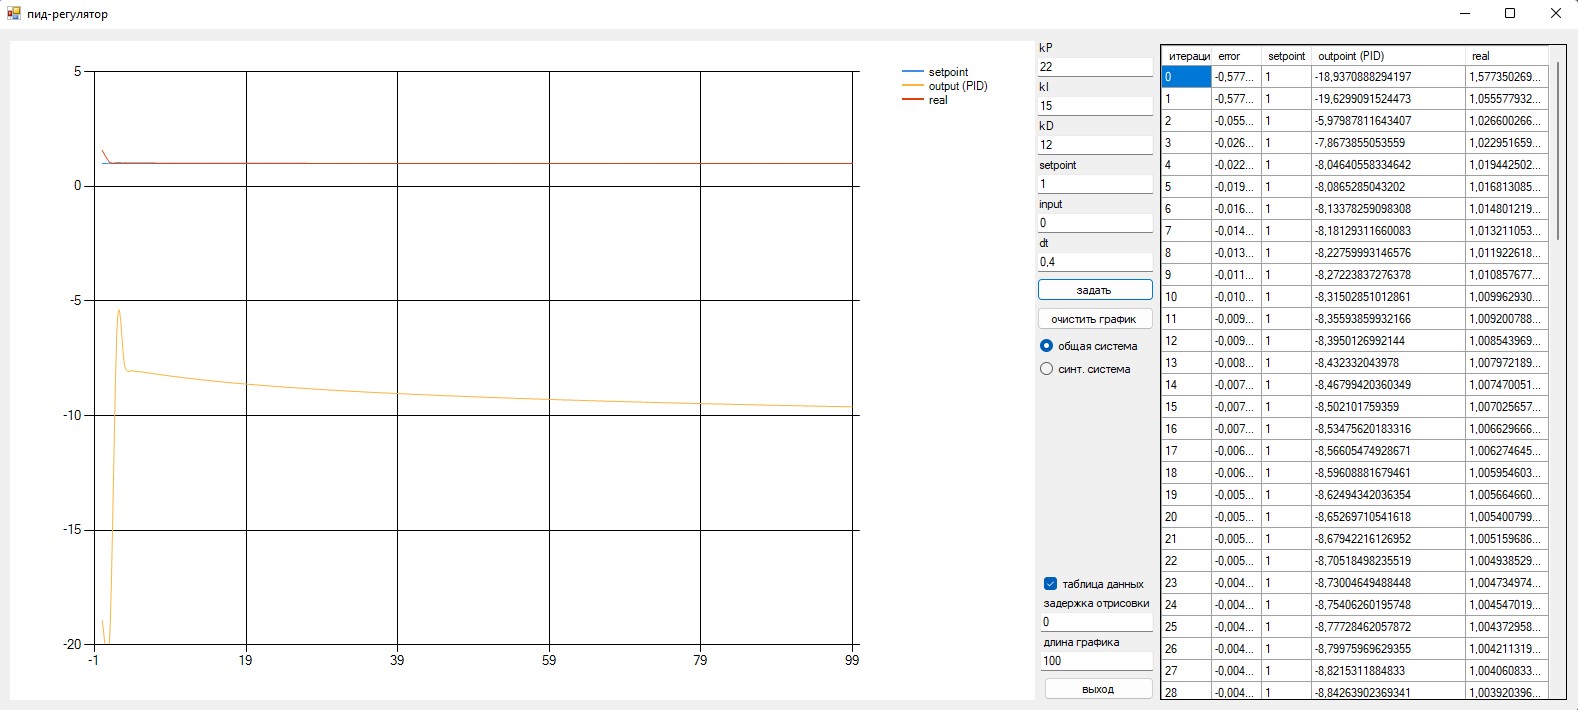 пид-регулятор
5
0
-5
-10
-15
-20
-1
19
39
59
79
99
setpoint
output (PID)
real
kP
22
kI
15
kD
12
setpoint
1
input
0
dt
0,4
задать
очистить график
общая система
синт. система
таблица данных
задержка отрисовки
0
длина графика
100
выход
итераци error setpoint outpoint (PID) real
0 -0,577... 1 -18,9370888294197 1,577350269...
1 -0,577... 1 -19,6299091524473 1,055577932...
2 -0,055... 1 -5,97987811643407 1,026600266...
3 -0,026... 1 -7,8673855053559 1,022951659...
4 -0,022... 1 -8,04640558334642 1,019442502...
5 -0,019... 1 -8,0865285043202 1,016813085...
6 -0,016... 1 -8,13378259098308 1,014801219...
7 -0,014... 1 -8,18129311660083 1,013211053...
8 -0,013... 1 -8,22759993146576 1,011922618...
9 -0,011... 1 -8,27223837276378 1,010857677...
10 -0,010... 1 -8,31502851012861 1,009962930...
11 -0,009... 1 -8,35593859932166 1,009200788...
12 -0,009... 1 -8,3950126992144 1,008543969...
13 -0,008... 1 -8,432332043978 1,007972189...
14 -0,007... 1 -8,46799420360349 1,007470051...
15 -0,007... 1 -8,502101759359 1,007025657...
16 -0,007... 1 -8,53475620183316 1,006629666...
17 -0,006... 1 -8,56605474928671 1,006274645...
18 -0,006... 1 -8,59608881679461 1,005954603...
19 -0,005... 1 -8,62494342036354 1,005664660...
20 -0,005... 1 -8,65269710541618 1,005400799...
21 -0,005... 1 -8,67942216126952 1,005159686...
22 -0,005... 1 -8,70518498235519 1,004938529...
23 -0,004... 1 -8,73004649488448 1,004734974...
24 -0,004... 1 -8,75406260195748 1,004547019...
25 -0,004... 1 -8,77728462057872 1,004372958...
26 -0,004... 1 -8,79975969629355 1,004211319...
27 -0,004... 1 -8,8215311884833 1,004060833...
28 -0,004... 1 -8,84263902369341 1,003920396...